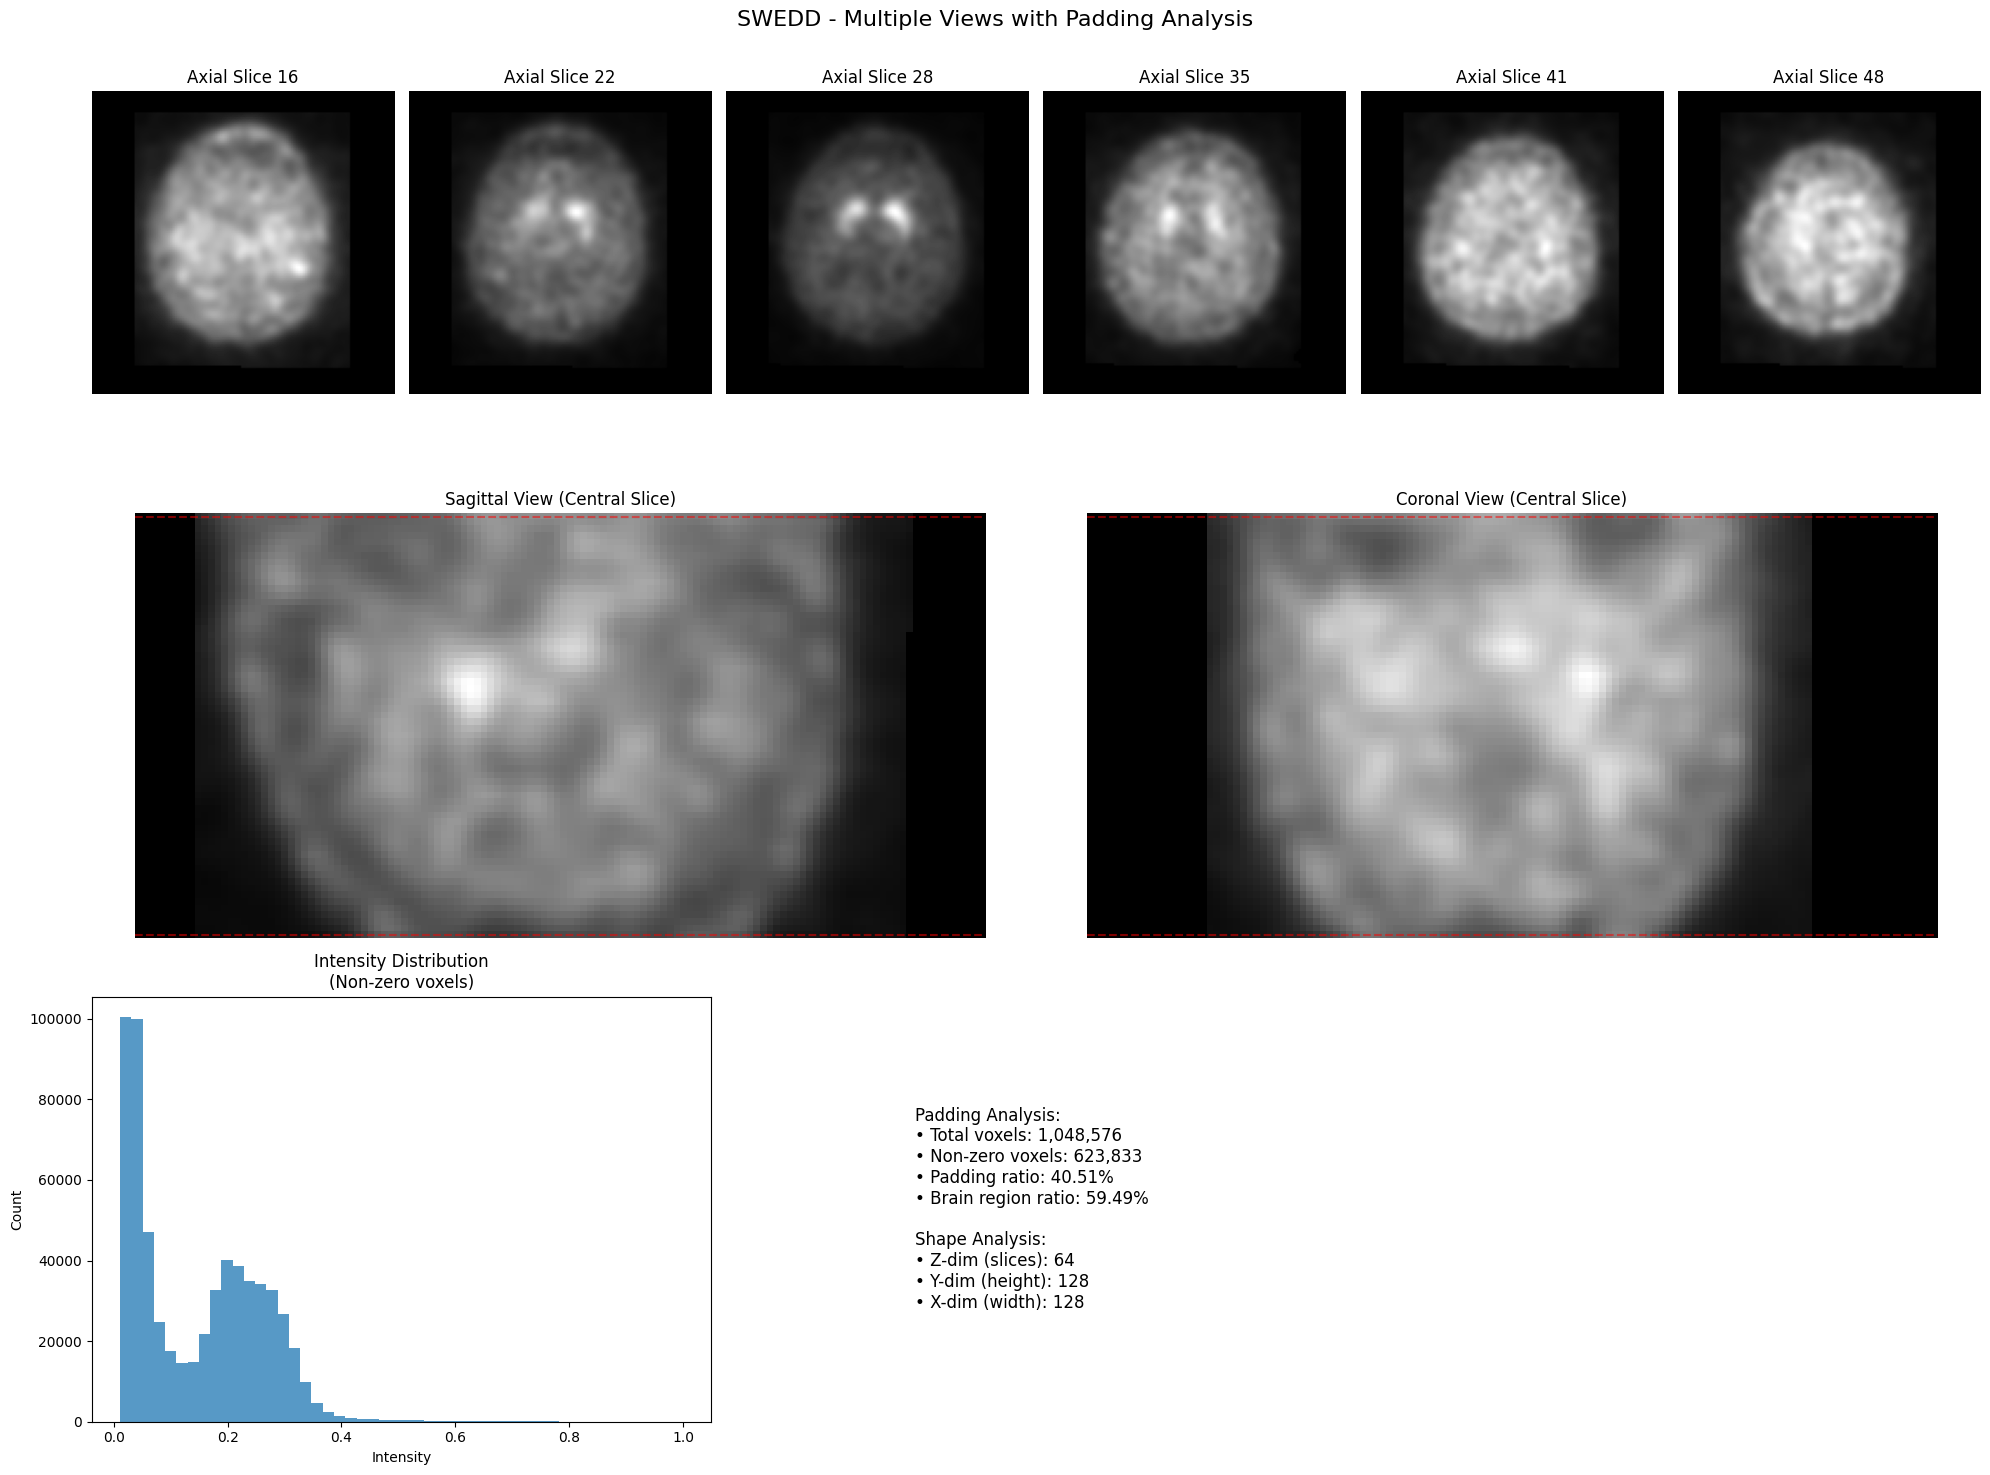 SWEDD - Multiple Views with Padding Analysis
Axial Slice 16
Axial Slice 22
Axial Slice 28
Axial Slice 35
Axial Slice 41
Axial Slice 48
Sagittal View (Central Slice)
Coronal View (Central Slice)
Intensity Distribution
(Non-zero voxels)
100000
80000
60000
40000
20000
0
Count
0.0
0.2
0.4
0.6
0.8
1.0
Intensity
Padding Analysis:
• Total voxels: 1,048,576
• Non-zero voxels: 623,833
• Padding ratio: 40.51%
• Brain region ratio: 59.49%
Shape Analysis:
• Z-dim (slices): 64
• Y-dim (height): 128
• X-dim (width): 128